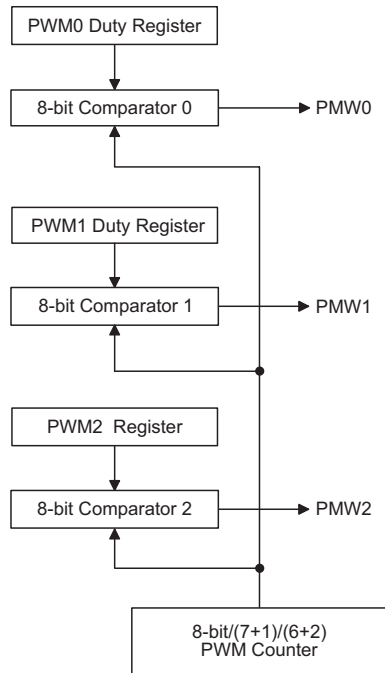 PWM0 Duty Register
8-bit Comparator 0
PMW0
PWM1 Duty Register
8-bit Comparator 1
PMW1
PWM2 Register
8-bit Comparator 2
PMW2
8-bit/(7+1)/(6+2)
PWM Counter